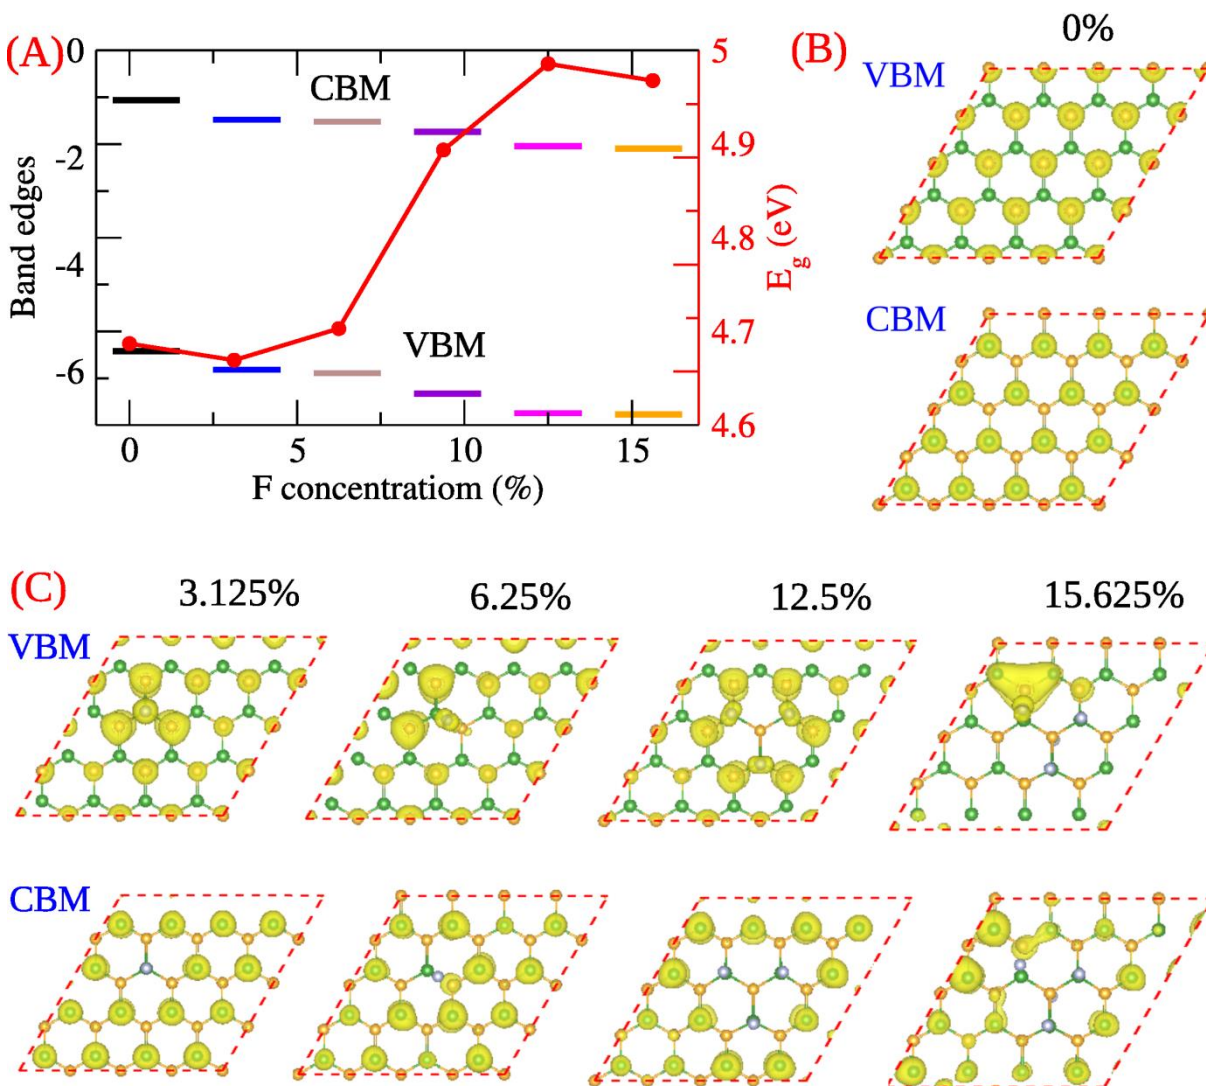 (A)
0
-2
-4
-6
Band edges
CBM
VBM
5
4.9
4.8
4.7
4.6
E_g (eV)
0 5 10 15
F concentratiom (%)
(B)
0%
VBM
CBM
(C)
3.125% 6.25% 12.5% 15.625%
VBM
CBM